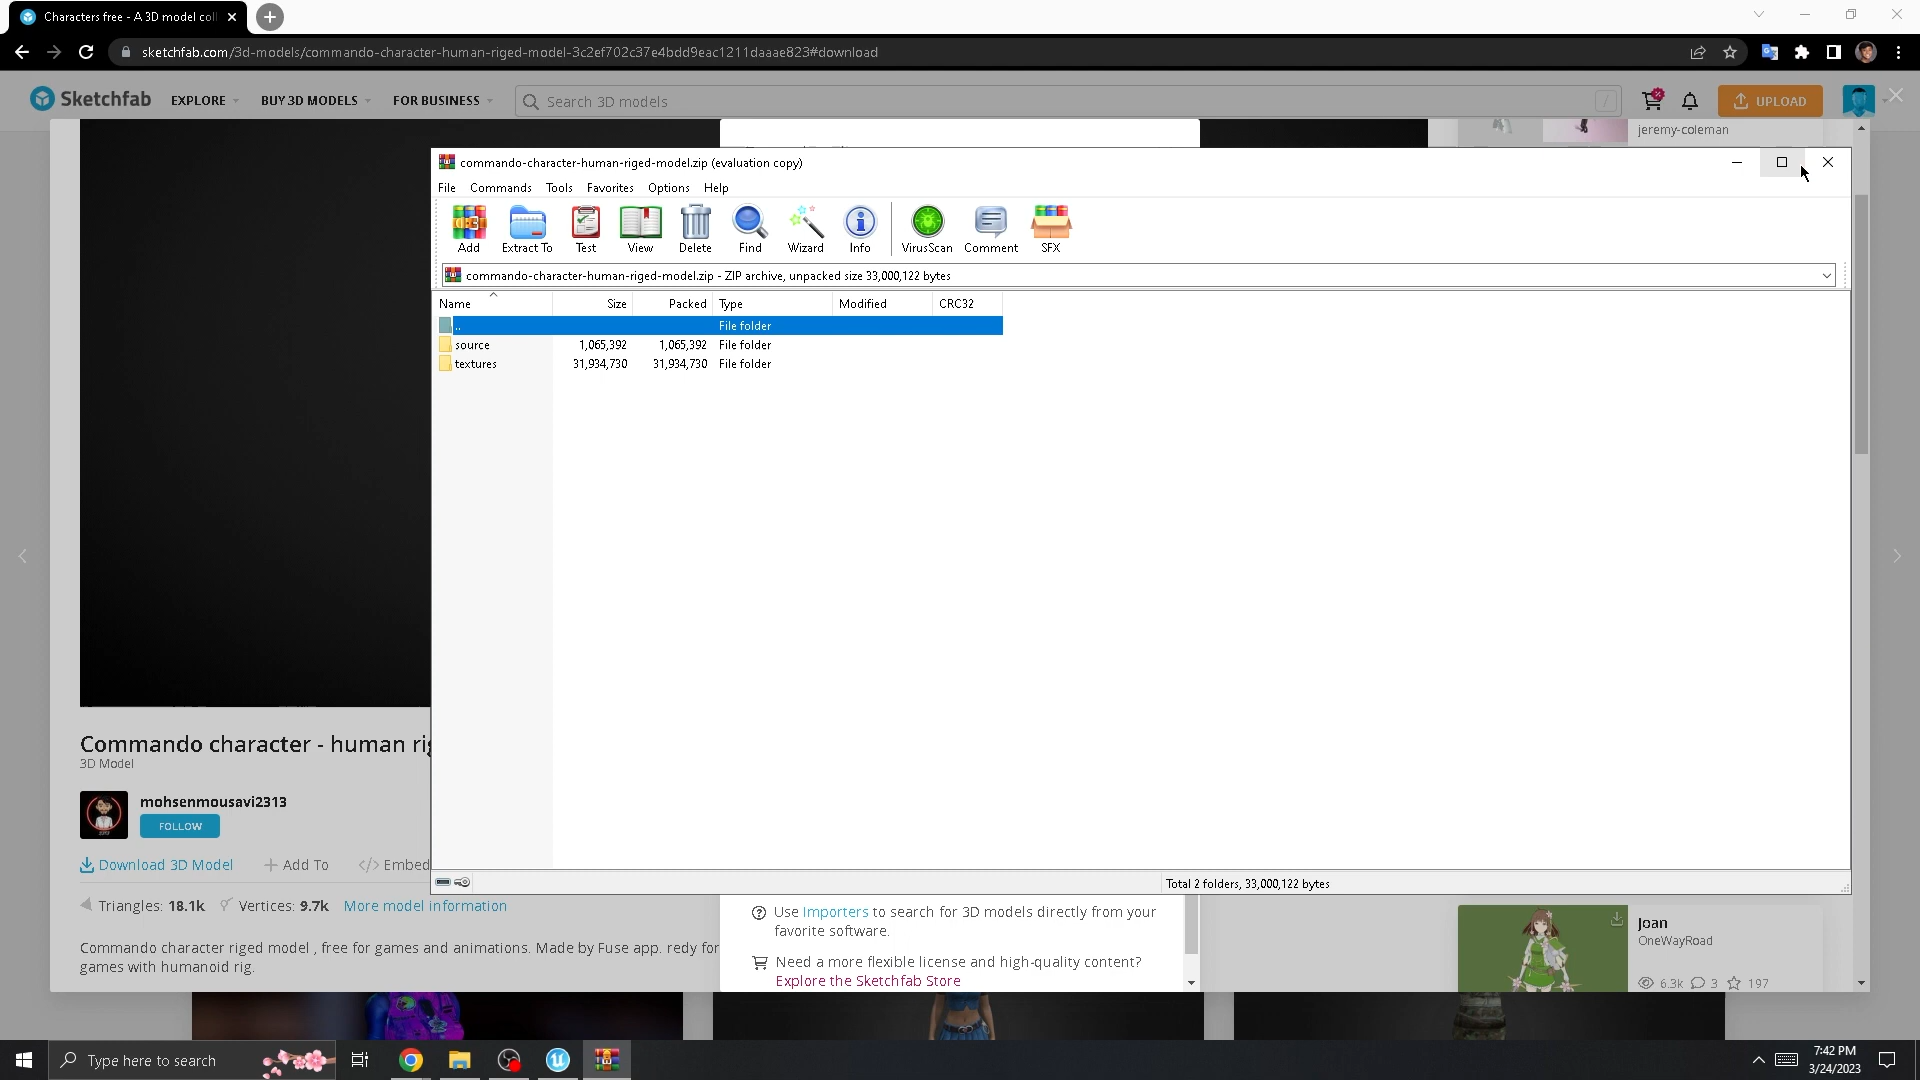 Characters free - A 3D model coll
sketchfab.com/3d-models/commando-character-human-riged-model-3c2ef702c37e4bdd9eac1211daaae823#download
Sketchfab
EXPLORE
BUY 3D MODELS
FOR BUSINESS
Search 3D models
/
UPLOAD
jeremy-coleman
commando-character-human-riged-model.zip (evaluation copy)
File Commands Tools Favorites Options Help
Add Extract To Test View Delete Find Wizard Info VirusScan Comment SFX
commando-character-human-riged-model.zip - ZIP archive, unpacked size 33,000,122 bytes
Name Size Packed Type Modified CRC32
.. File folder
source 1,065,392 1,065,392 File folder
textures 31,934,730 31,934,730 File folder
Total 2 folders, 33,000,122 bytes
Commando character - human rig
3D Model
mohsenmousavi2313
FOLLOW
Download 3D Model
Add To
Embed
Triangles: 18.1k Vertices: 9.7k More model information
Commando character riged model , free for games and animations. Made by Fuse app. redy for
games with humanoid rig.
Use Importers to search for 3D models directly from your
favorite software.
Need a more flexible license and high-quality content?
Explore the Sketchfab Store
Joan
OneWayRoad
6.3k 3 197
Type here to search
7:42 PM
3/24/2023